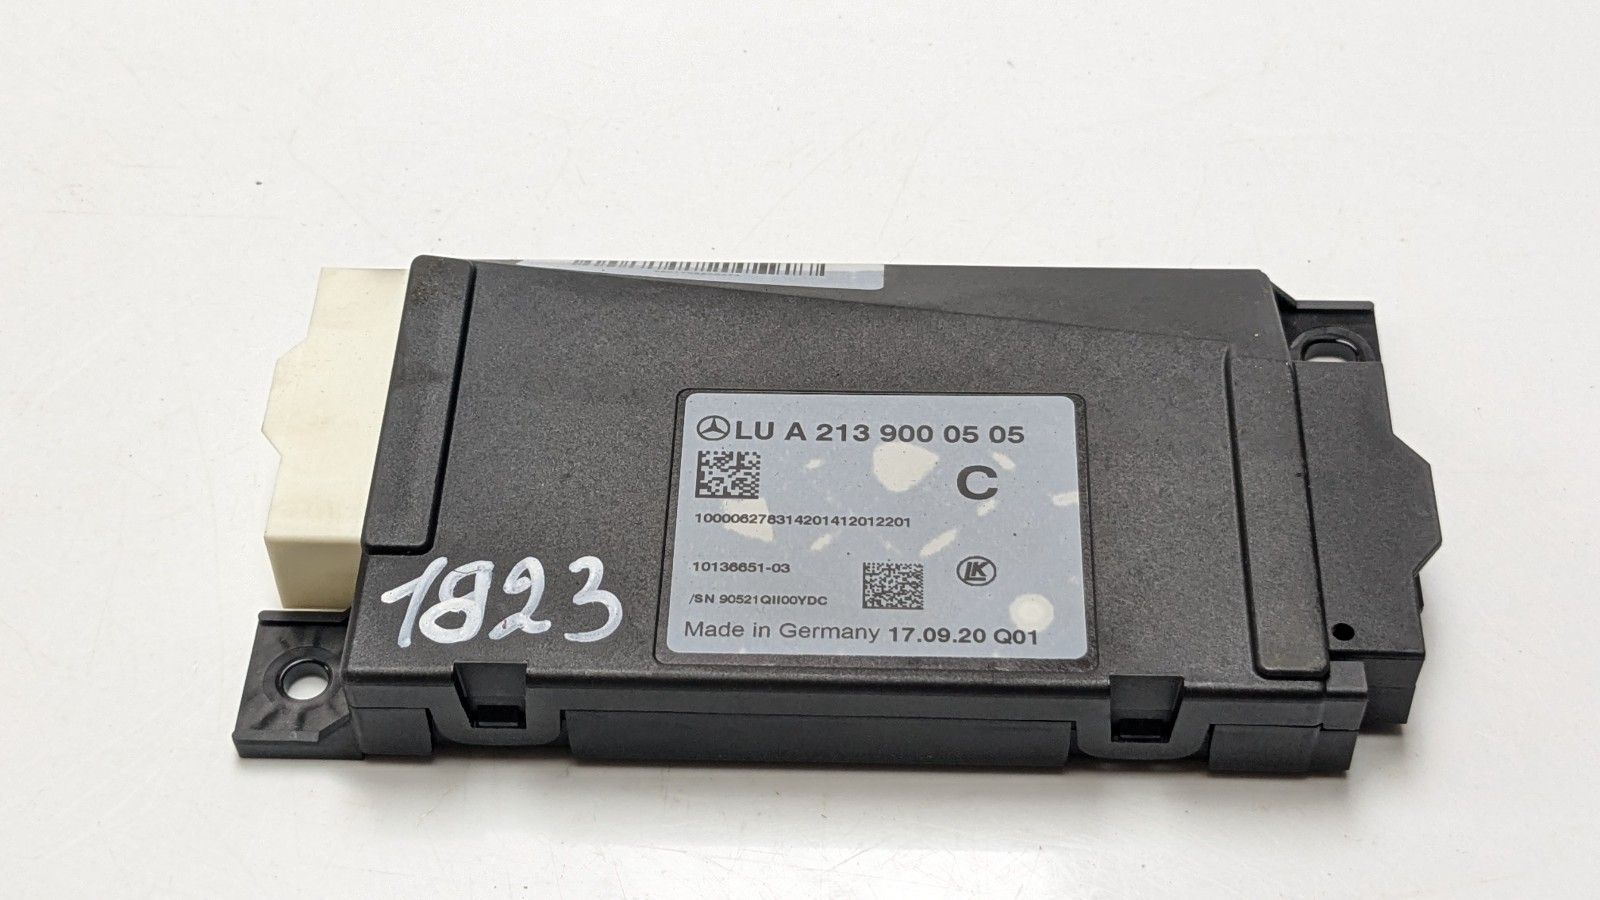 LU A 213 900 05 05
C
10000627831420141201 2201
10136651-03
LK
/SN 90521QII00YDC
Made in Germany 17.09.20 Q01
1823